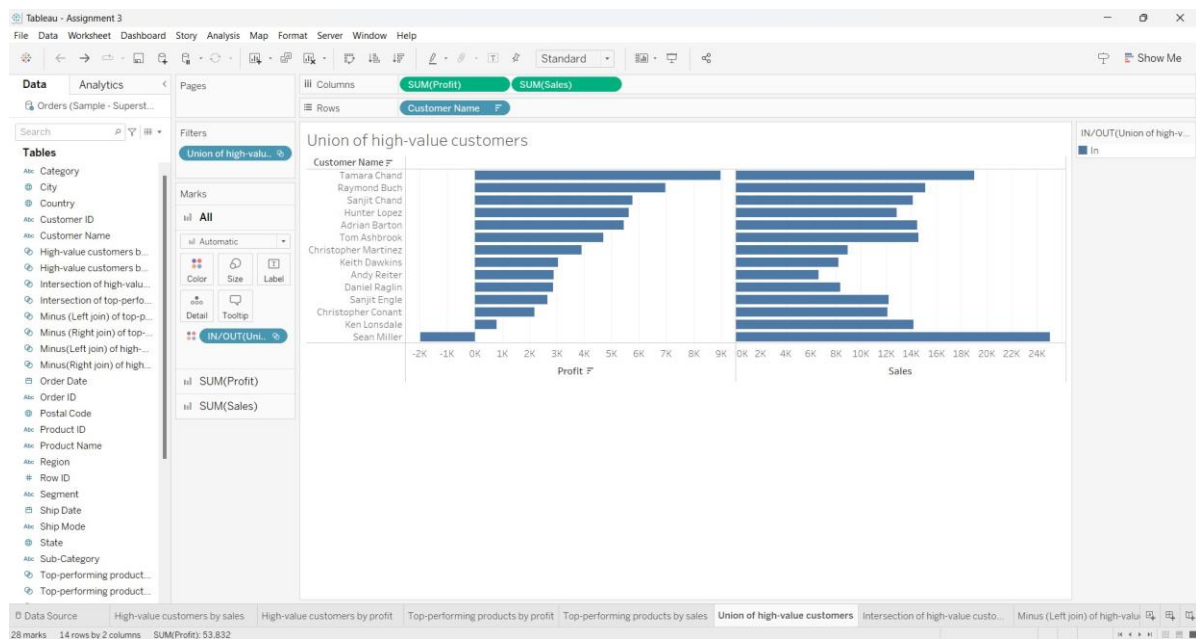 Tableau - Assignment 3
File Data Worksheet Dashboard Story Analysis Map Format Server Window Help
Standard
Show Me
Data Analytics
Orders (Sample - Superst...
Search
Tables
Abc Category
City
Country
Abc Customer ID
Abc Customer Name
High-value customers b...
High-value customers b...
Intersection of high-valu...
Intersection of top-perfo...
Minus (Left join) of top-p...
Minus (Right join) of top-...
Minus(Left join) of high-...
Minus(Right join) of high...
Order Date
Abc Order ID
Postal Code
Abc Product ID
Abc Product Name
Abc Region
# Row ID
Abc Segment
Ship Date
Abc Ship Mode
State
Abc Sub-Category
Top-performing product...
Top-performing product...
Pages
Filters
Union of high-valu..
Marks
All
Automatic
Color Size Label
Detail Tooltip
IN/OUT(Uni..
SUM(Profit)
SUM(Sales)
iii Columns SUM(Profit) SUM(Sales)
Rows Customer Name
Union of high-value customers
Customer Name
Tamara Chand
Raymond Buch
Sanjit Chand
Hunter Lopez
Adrian Barton
Tom Ashbrook
Christopher Martinez
Keith Dawkins
Andy Reiter
Daniel Raglin
Sanjit Engle
Christopher Conant
Ken Lonsdale
Sean Miller
-2K -1K 0K 1K 2K 3K 4K 5K 6K 7K 8K 9K 0K 2K 4K 6K 8K 10K 12K 14K 16K 18K 20K 22K 24K
Profit Sales
IN/OUT(Union of high-v...
In
Data Source High-value customers by sales High-value customers by profit Top-performing products by profit Top-performing products by sales Union of high-value customers Intersection of high-value custo... Minus (Left join) of high-valu
28 marks 14 rows by 2 columns SUM(Profit): 53,832